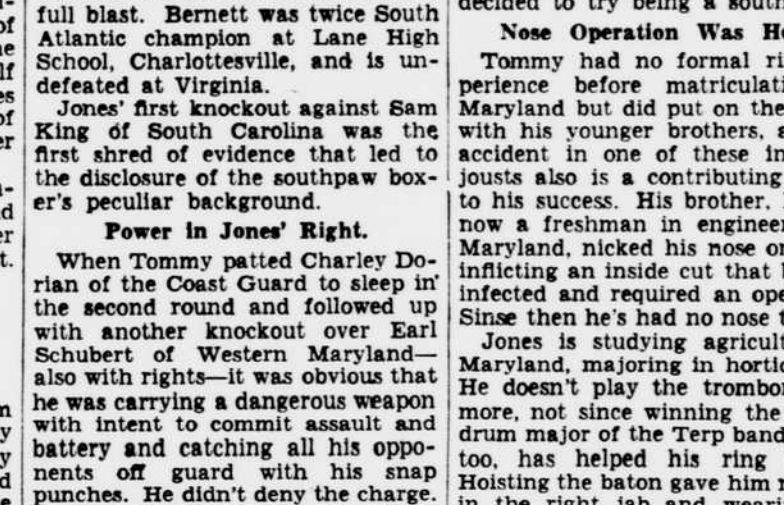 full blast. Bernett was twice South
Atlantic champion at Lane High
School, Charlottesville, and is un-
defeated at Virginia.
Jones' first knockout against Sam
King of South Carolina was the
first shred of evidence that led to
the disclosure of the southpaw box-
er's peculiar background.
Power in Jones' Right.
When Tommy patted Charley Do-
rian of the Coast Guard to sleep in
the second round and followed up
with another knockout over Earl
Schubert of Western Maryland—
also with rights—it was obvious that
he was carrying a dangerous weapon
with intent to commit assault and
battery and catching all his oppo-
nents off guard with his snap
punches. He didn't deny the charge.
decided to try being a
Nose Operation Was
Tommy had no formal
perience before
Maryland but did put on the
with his younger brothers,
accident in one of these
jousts also is a contributing
to his success. His brother,
now a freshman in
Maryland, nicked his nose
inflicting an inside cut that
infected and required an
Sinse then he's had no nose
Jones is studying
Maryland, majoring in
He doesn't play the
more, not since winning the
drum major of the Terp band
too, has helped his ring
Hoisting the baton gave him
in the right jab and